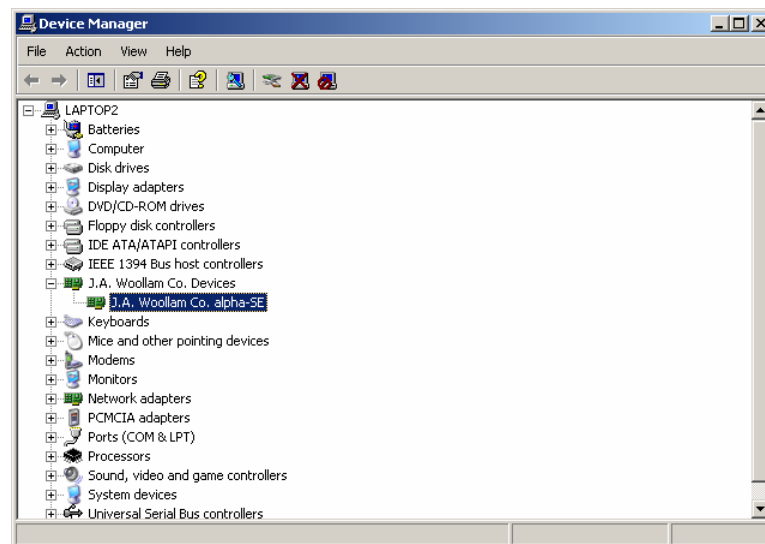 Device Manager
File Action View Help
LAPTOP2
Batteries
Computer
Disk drives
Display adapters
DVD/CD-ROM drives
Floppy disk controllers
IDE ATA/ATAPI controllers
IEEE 1394 Bus host controllers
J.A. Woollam Co. Devices
J.A. Woollam Co. alpha-SE
Keyboards
Mice and other pointing devices
Modems
Monitors
Network adapters
PCMCIA adapters
Ports (COM & LPT)
Processors
Sound, video and game controllers
System devices
Universal Serial Bus controllers